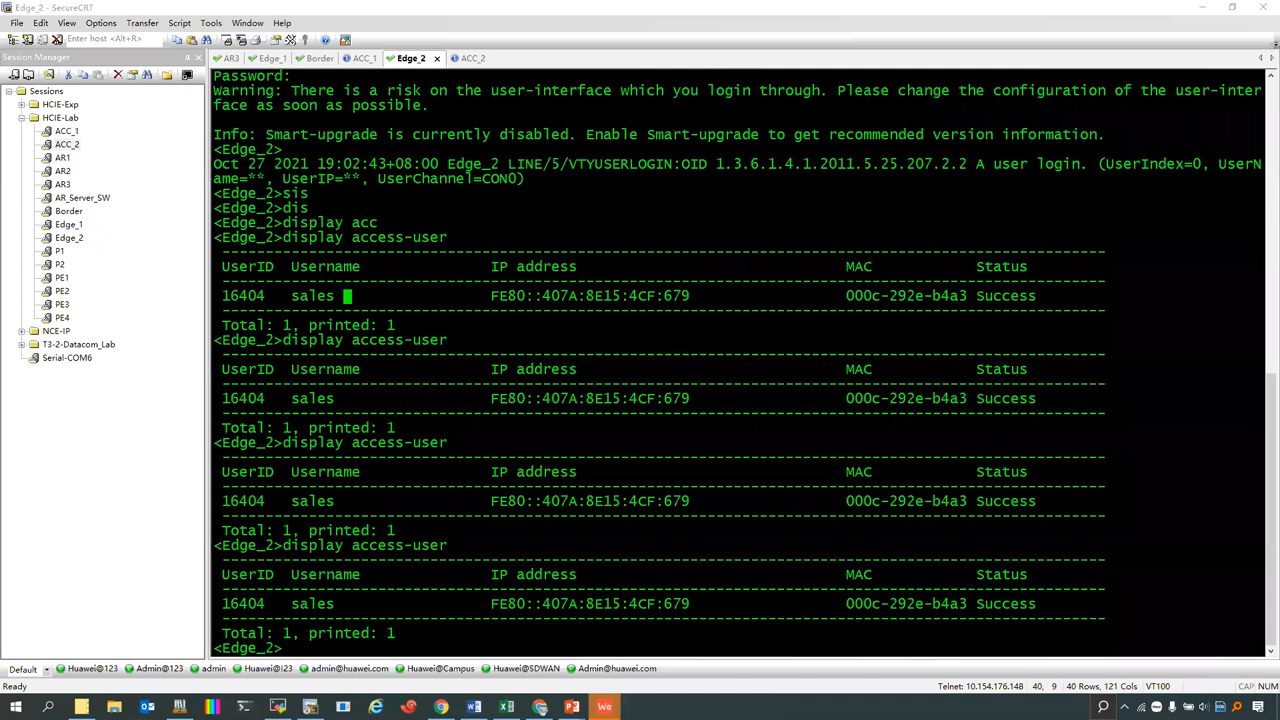 Edge_2 - SecureCRT
File Edit View Options Transfer Script Tools Window Help
Enter host <Alt+R>
Session Manager
AR3 Edge_1 Border ACC_1 Edge_2 ACC_2
Sessions
HCIE-Exp
HCIE-Lab
ACC_1
ACC_2
AR1
AR2
AR3
AR_Server_SW
Border
Edge_1
Edge_2
P1
P2
PE1
PE2
PE3
PE4
NCE-IP
T3-2-Datacom_Lab
Serial-COM6
Password:
Warning: There is a risk on the user-interface which you login through. Please change the configuration of the user-inter
face as soon as possible.
Info: Smart-upgrade is currently disabled. Enable Smart-upgrade to get recommended version information.
<Edge_2>
Oct 27 2021 19:02:43+08:00 Edge_2 LINE/5/VTYUSERLOGIN:OID 1.3.6.1.4.1.2011.5.25.207.2.2 A user login. (UserIndex=0, UserN
ame=**, UserIP=**, UserChannel=CON0)
<Edge_2>sis
<Edge_2>dis
<Edge_2>display acc
<Edge_2>display access-user
------------------------------------------------------------------------------------------------------
UserID Username IP address MAC Status
------------------------------------------------------------------------------------------------------
16404 sales FE80::407A:8E15:4CF:679 000c-292e-b4a3 Success
------------------------------------------------------------------------------------------------------
Total: 1, printed: 1
<Edge_2>display access-user
------------------------------------------------------------------------------------------------------
UserID Username IP address MAC Status
------------------------------------------------------------------------------------------------------
16404 sales FE80::407A:8E15:4CF:679 000c-292e-b4a3 Success
------------------------------------------------------------------------------------------------------
Total: 1, printed: 1
<Edge_2>display access-user
------------------------------------------------------------------------------------------------------
UserID Username IP address MAC Status
------------------------------------------------------------------------------------------------------
16404 sales FE80::407A:8E15:4CF:679 000c-292e-b4a3 Success
------------------------------------------------------------------------------------------------------
Total: 1, printed: 1
<Edge_2>display access-user
------------------------------------------------------------------------------------------------------
UserID Username IP address MAC Status
------------------------------------------------------------------------------------------------------
16404 sales FE80::407A:8E15:4CF:679 000c-292e-b4a3 Success
------------------------------------------------------------------------------------------------------
Total: 1, printed: 1
<Edge_2>
Default Huawei@123 Admin@123 admin Huawei@!23 admin@huawei.com Huawei@Campus Huawei@SDWAN Admin@huawei.com
Ready Telnet: 10.154.176.148 40, 9 40 Rows, 121 Cols VT100 CAP NUM
We